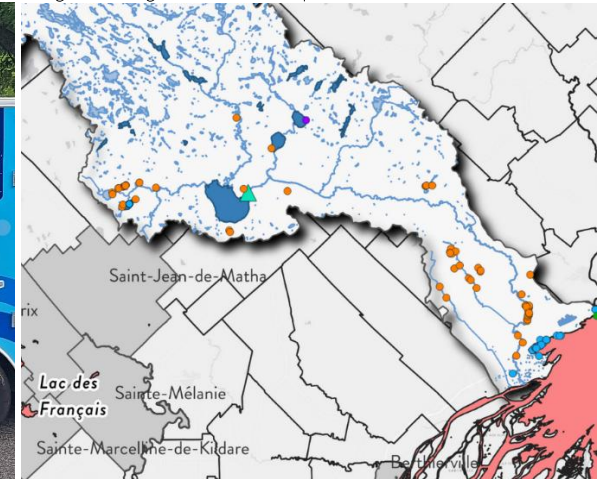 Saint-Jean-de-Matha
rix
Lac des
Français
Sainte-Mélanie
Sainte-Marcelline-de-Kildare
Berthierville